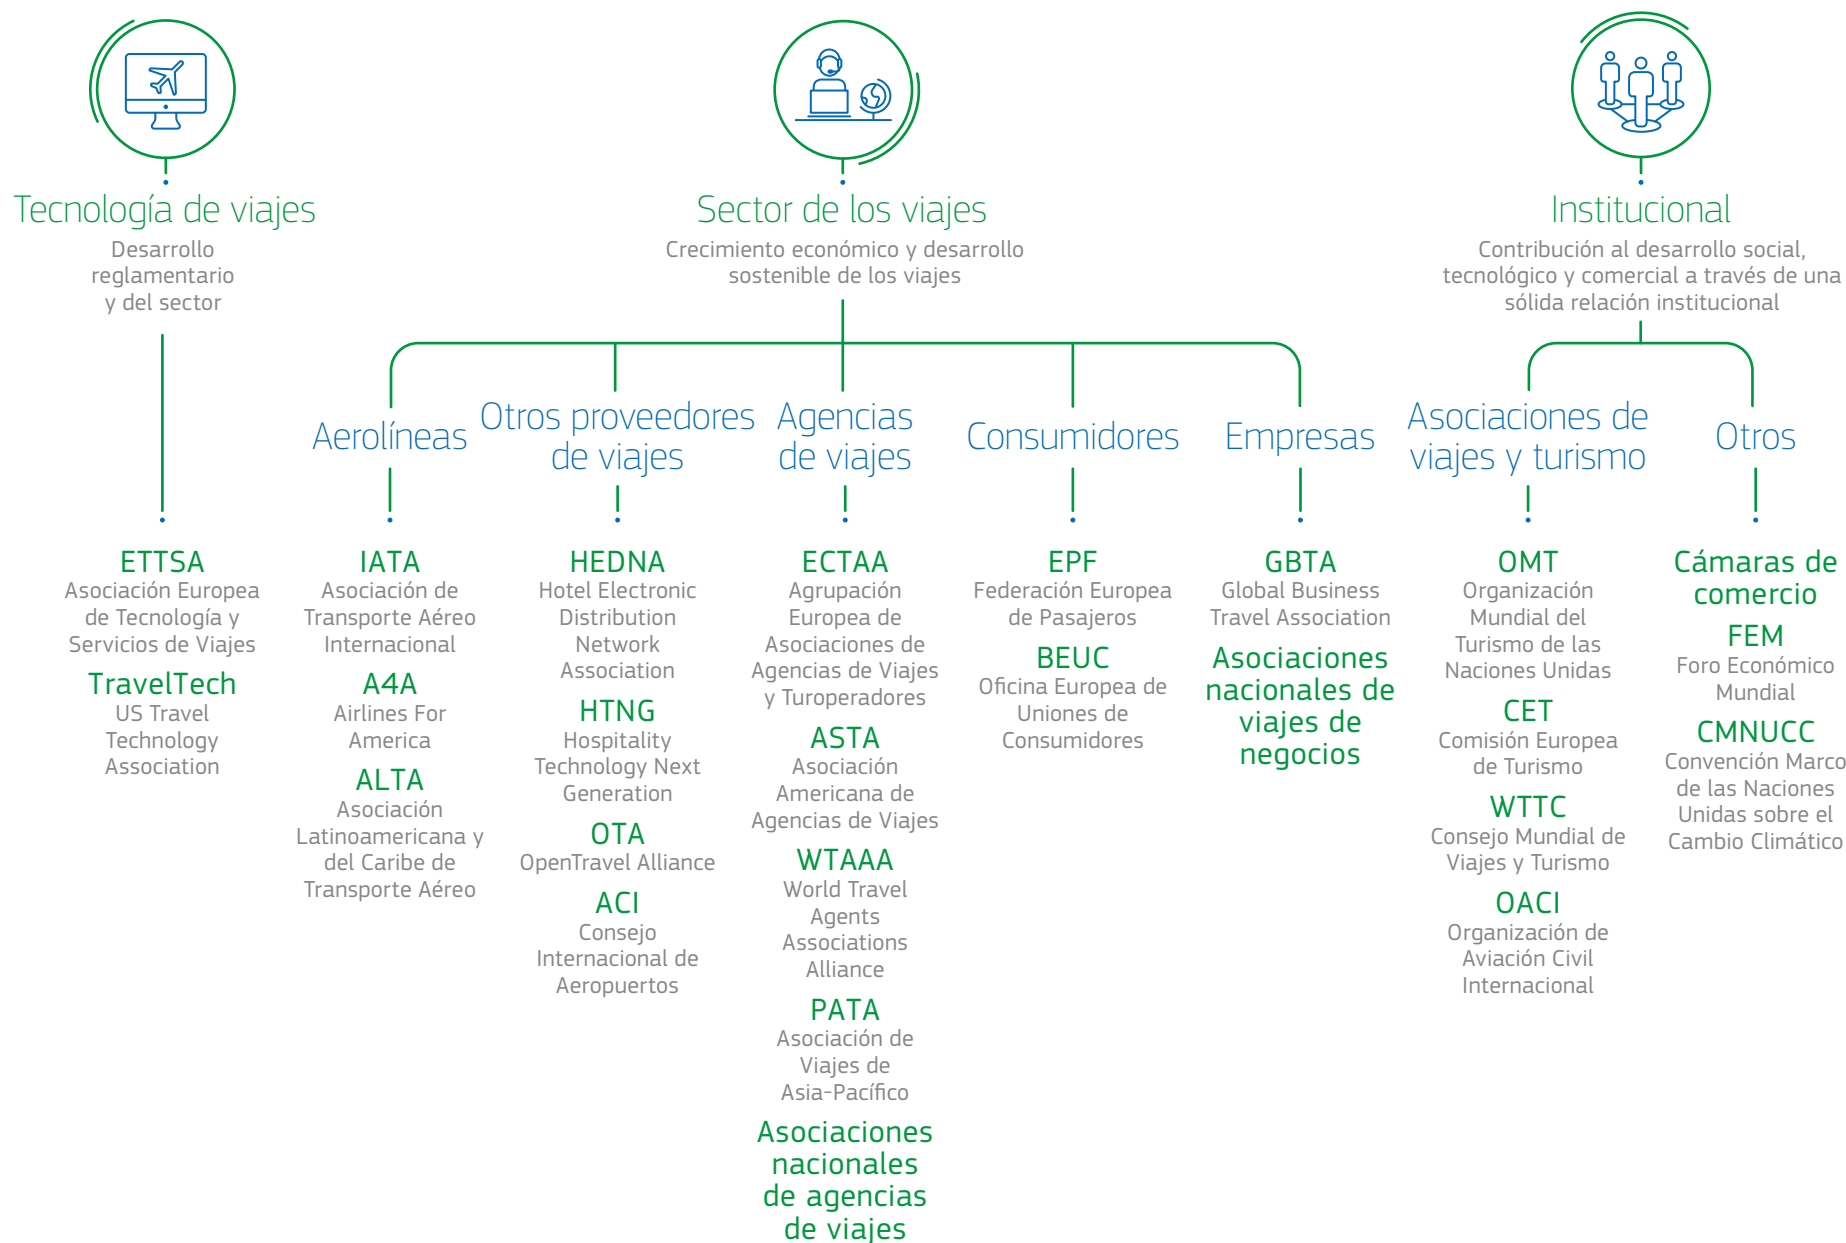 Tecnología de viajes
Desarrollo
reglamentario
y del sector
Sector de los viajes
Crecimiento económico y desarrollo
sostenible de los viajes
Institucional
Contribución al desarrollo social,
tecnológico y comercial a través de una
sólida relación institucional
ETTSA
Asociación Europea
de Tecnología y
Servicios de Viajes
TravelTech
US Travel
Technology
Association
Aerolíneas
IATA
Asociación de
Transporte Aéreo
Internacional
A4A
Airlines For
America
ALTA
Asociación
Latinoamericana y
del Caribe de
Transporte Aéreo
Otros proveedores
de viajes
HEDNA
Hotel Electronic
Distribution
Network
Association
HTNG
Hospitality
Technology Next
Generation
OTA
OpenTravel Alliance
ACI
Consejo
Internacional de
Aeropuertos
Agencias
de viajes
ECTAA
Agrupación
Europea de
Asociaciones de
Agencias de Viajes
y Turoperadores
ASTA
Asociación
Americana de
Agencias de Viajes
WTAAA
World Travel
Agents
Associations
Alliance
PATA
Asociación de
Viajes de
Asia-Pacífico
Asociaciones
nacionales
de agencias
de viajes
Consumidores
EPF
Federación Europea
de Pasajeros
BEUC
Oficina Europea de
Uniones de
Consumidores
Empresas
GBTA
Global Business
Travel Association
Asociaciones
nacionales de
viajes de
negocios
Asociaciones de
viajes y turismo
OMT
Organización
Mundial del
Turismo de las
Naciones Unidas
CET
Comisión Europea
de Turismo
WTTC
Consejo Mundial de
Viajes y Turismo
OACI
Organización de
Aviación Civil
Internacional
Otros
Cámaras de
comercio
FEM
Foro Económico
Mundial
CMNUCC
Convención Marco
de las Naciones
Unidas sobre el
Cambio Climático